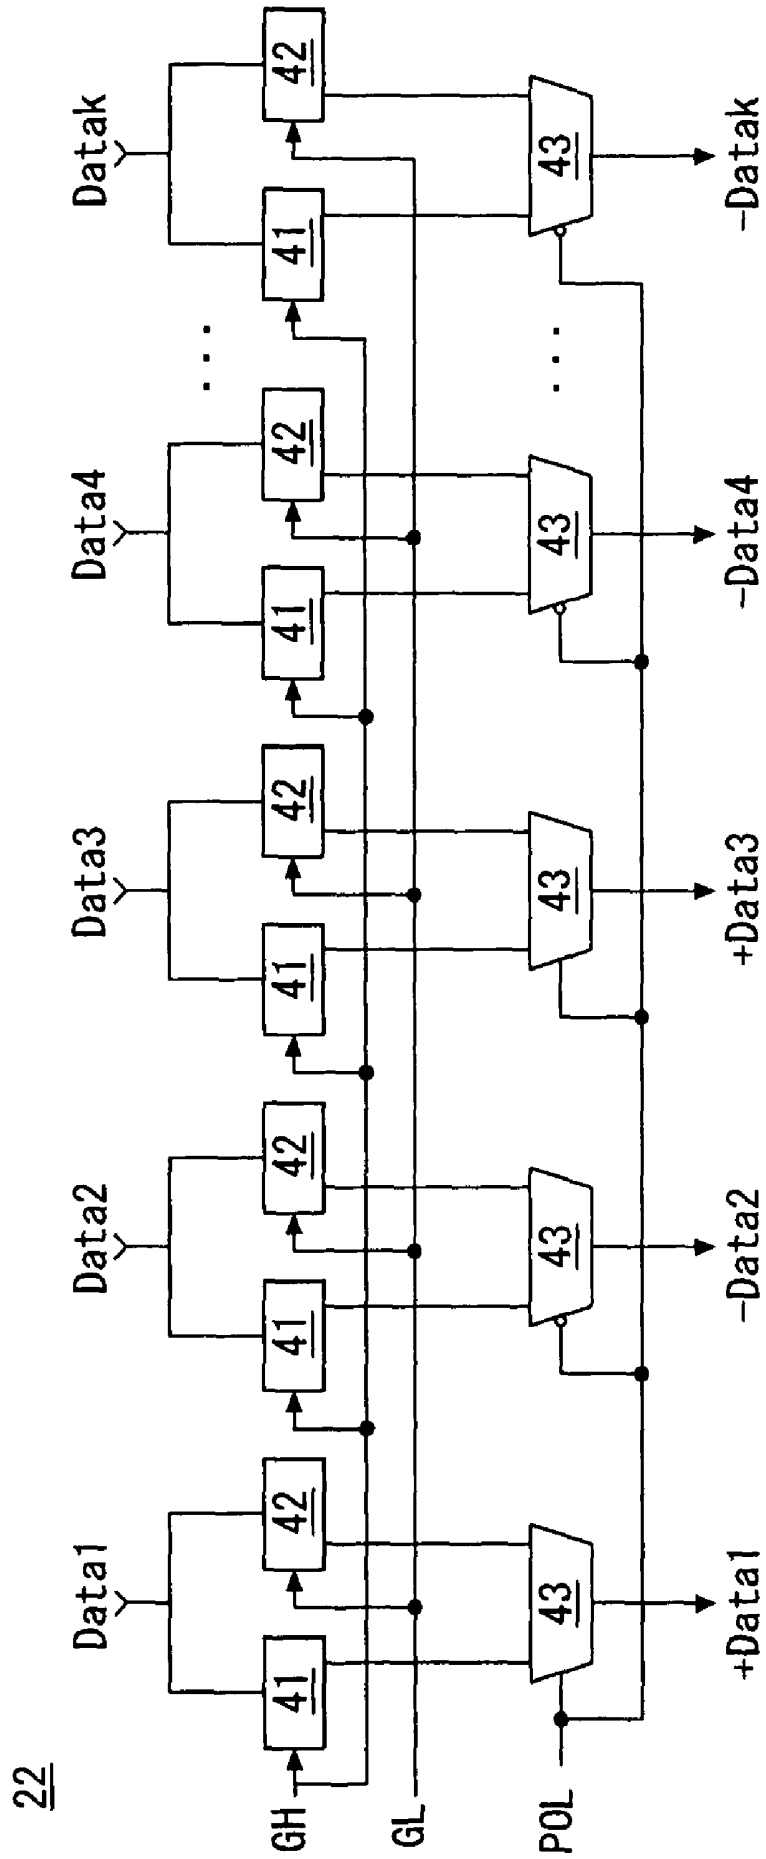 22
Data1 Data2 Data3 Data4 Datak
41 42 41 42 41 42 41 42 ... 41 42
GH
GL
43 43 43 43 ... 43
POL
+Data1 -Data2 +Data3 -Data4 -Datak